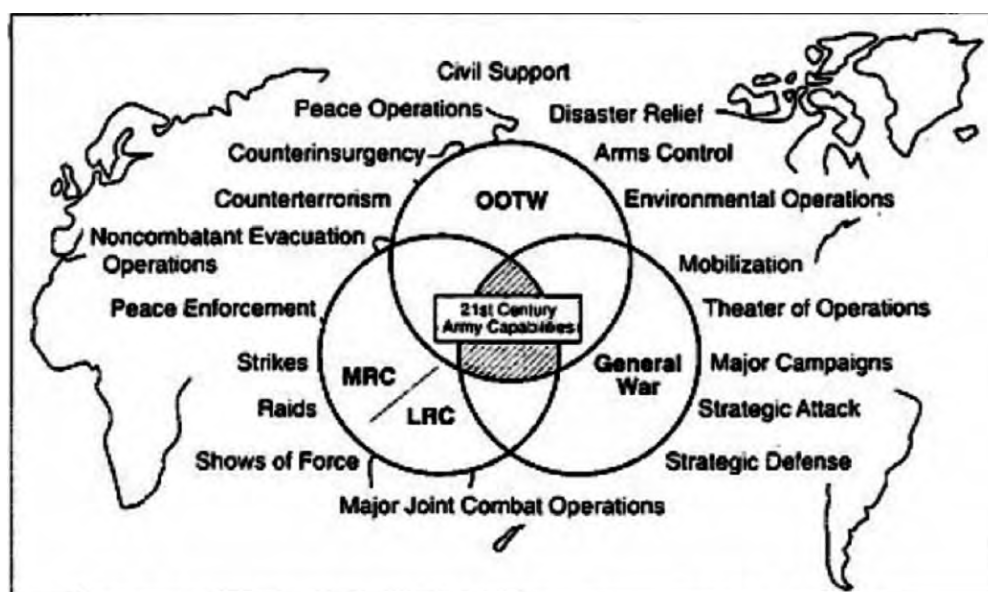 Civil Support
Peace Operations
Disaster Relief
Counterinsurgency
Arms Control
Counterterrorism
OOTW
Environmental Operations
Noncombatant Evacuation
Operations
Mobilization
Peace Enforcement
21st Century
Army Capabilities
Theater of Operations
Strikes
MRC
General
War
Major Campaigns
Raids
LRC
Strategic Attack
Shows of Force
Strategic Defense
Major Joint Combat Operations